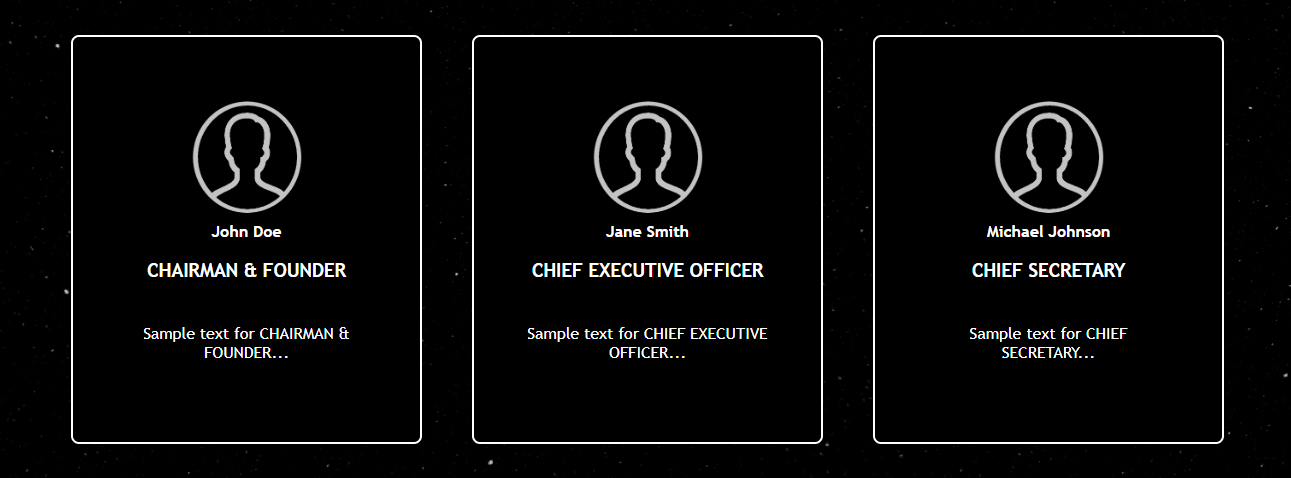 John Doe
CHAIRMAN & FOUNDER
Sample text for CHAIRMAN &
FOUNDER...
Jane Smith
CHIEF EXECUTIVE OFFICER
Sample text for CHIEF EXECUTIVE
OFFICER...
Michael Johnson
CHIEF SECRETARY
Sample text for CHIEF
SECRETARY...